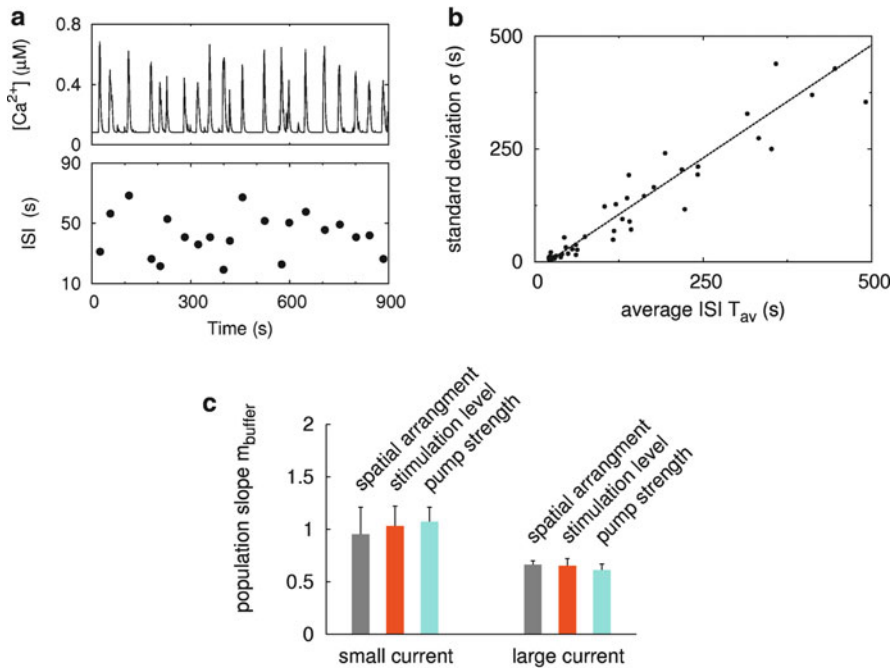 a
0.8
0.4
0
[Ca²⁺] (μM)
90
50
10
ISI (s)
0
300
600
900
Time (s)
b
500
250
0
standard deviation σ (s)
0
250
500
average ISI T_av (s)
c
2
1.5
1
0.5
0
population slope m_buffer
spatial arrangment
stimulation level
pump strength
spatial arrangment
stimulation level
pump strength
small current
large current